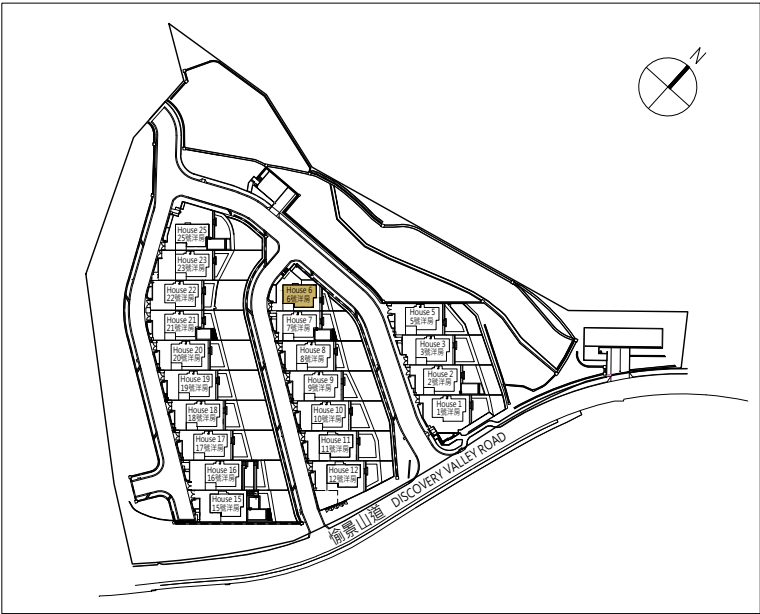 N
House 25
25號洋房
House 23
23號洋房
House 22
22號洋房
House 21
21號洋房
House 20
20號洋房
House 19
19號洋房
House 18
18號洋房
House 17
17號洋房
House 16
16號洋房
House 15
15號洋房
House 6
6號洋房
House 7
7號洋房
House 8
8號洋房
House 9
9號洋房
House 10
10號洋房
House 11
11號洋房
House 12
12號洋房
House 5
5號洋房
House 3
3號洋房
House 2
2號洋房
House 1
1號洋房
愉景山道 DISCOVERY VALLEY ROAD